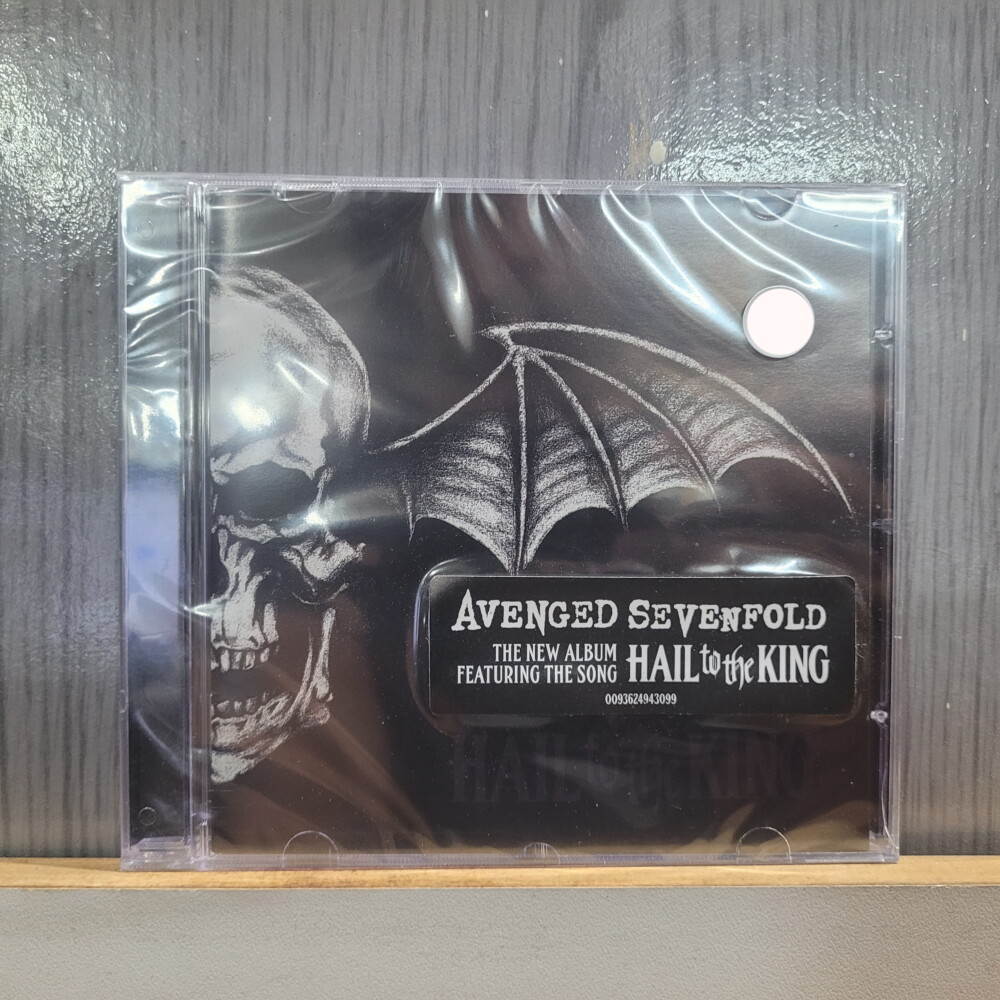 AVENGED SEVENFOLD
THE NEW ALBUM
FEATURING THE SONG
HAIL to the KING
0093624943099
HAIL to the KING